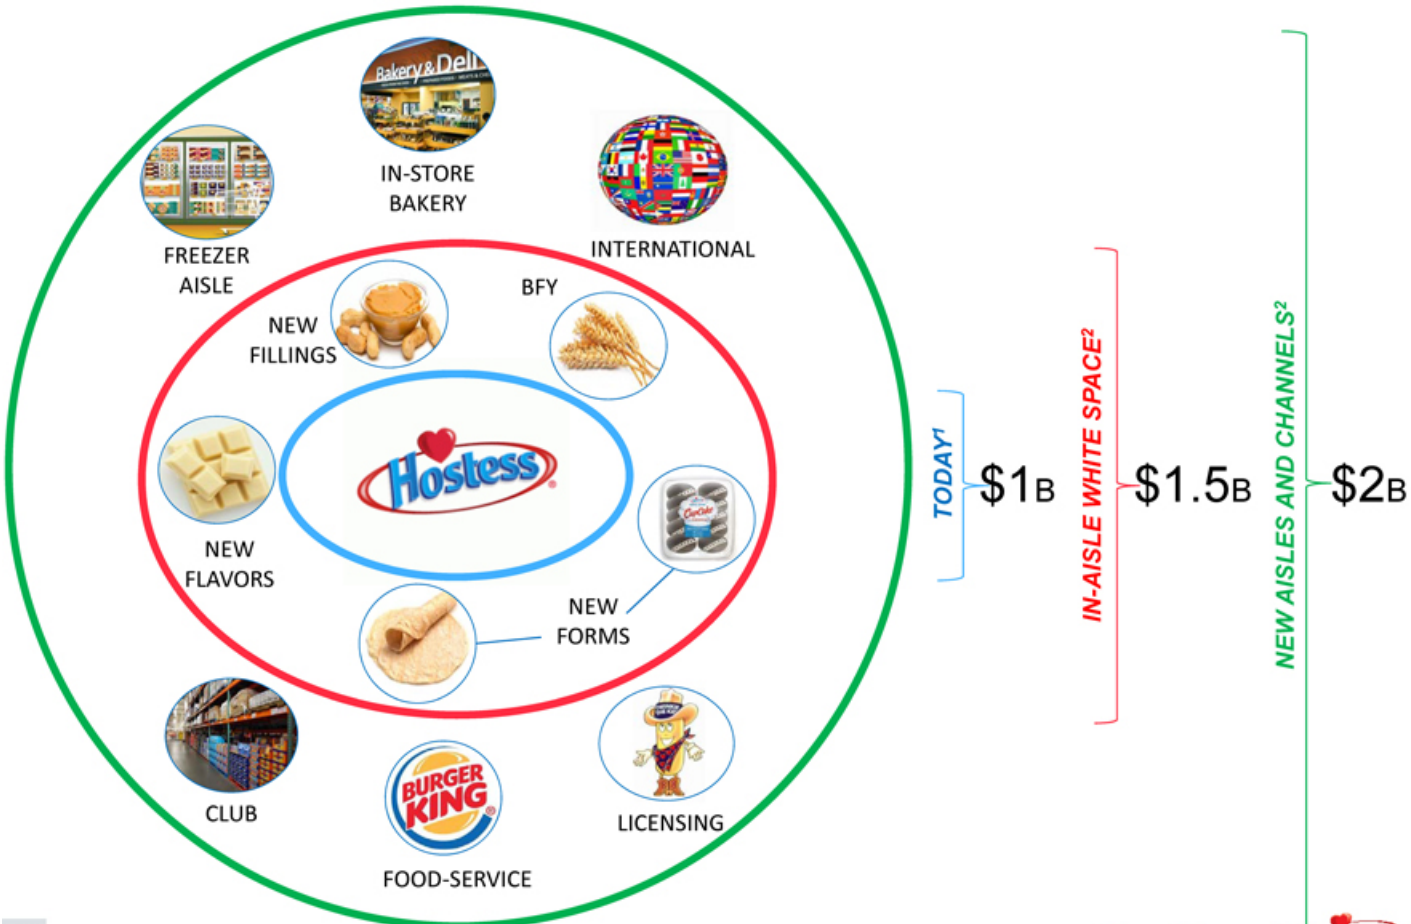 Bakery & Deli
IN-STORE
BAKERY
FREEZER
AISLE
INTERNATIONAL
BFY
NEW
FILLINGS
Hostess®
NEW
FLAVORS
CupCake
NEW
FORMS
CLUB
BURGER
KING®
FOOD-SERVICE
LICENSING
TODAY¹
$1B
IN-AISLE WHITE SPACE²
$1.5B
NEW AISLES AND CHANNELS²
$2B